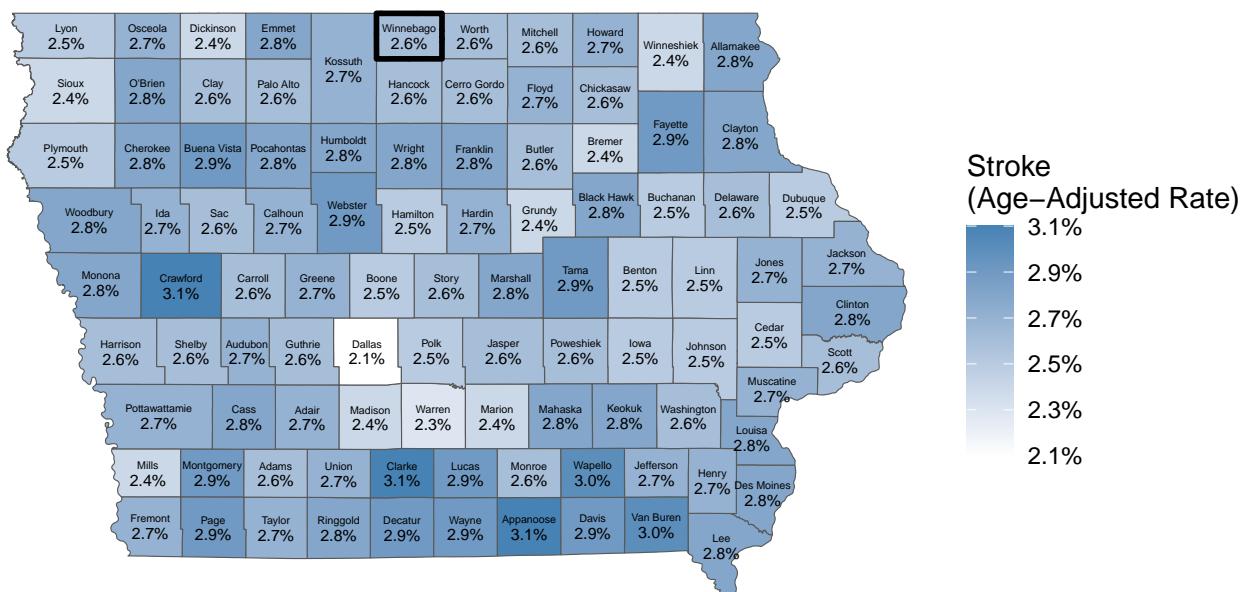 Lyon
2.5%
Osceola
2.7%
Dickinson
2.4%
Emmet
2.8%
Kossuth
2.7%
Winnebago
2.6%
Worth
2.6%
Mitchell
2.6%
Howard
2.7%
Winneshiek
2.4%
Allamakee
2.8%
Sioux
2.4%
O'Brien
2.8%
Clay
2.6%
Palo Alto
2.6%
Hancock
2.6%
Cerro Gordo
2.6%
Floyd
2.7%
Chickasaw
2.6%
Fayette
2.9%
Clayton
2.8%
Plymouth
2.5%
Cherokee
2.8%
Buena Vista
2.9%
Pocahontas
2.8%
Humboldt
2.8%
Wright
2.8%
Franklin
2.8%
Butler
2.6%
Bremer
2.4%
Woodbury
2.8%
Ida
2.7%
Sac
2.6%
Calhoun
2.7%
Webster
2.9%
Hamilton
2.5%
Hardin
2.7%
Grundy
2.4%
Black Hawk
2.8%
Buchanan
2.5%
Delaware
2.6%
Dubuque
2.5%
Monona
2.8%
Crawford
3.1%
Carroll
2.6%
Greene
2.7%
Boone
2.5%
Story
2.6%
Marshall
2.8%
Tama
2.9%
Benton
2.5%
Linn
2.5%
Jones
2.7%
Jackson
2.7%
Clinton
2.8%
Harrison
2.6%
Shelby
2.6%
Audubon
2.7%
Guthrie
2.6%
Dallas
2.1%
Polk
2.5%
Jasper
2.6%
Poweshiek
2.6%
Iowa
2.5%
Johnson
2.5%
Cedar
2.5%
Scott
2.6%
Muscatine
2.7%
Pottawattamie
2.7%
Cass
2.8%
Adair
2.7%
Madison
2.4%
Warren
2.3%
Marion
2.4%
Mahaska
2.8%
Keokuk
2.8%
Washington
2.6%
Louisa
2.8%
Mills
2.4%
Montgomery
2.9%
Adams
2.6%
Union
2.7%
Clarke
3.1%
Lucas
2.9%
Monroe
2.6%
Wapello
3.0%
Jefferson
2.7%
Henry
2.7%
Des Moines
2.8%
Fremont
2.7%
Page
2.9%
Taylor
2.7%
Ringgold
2.8%
Decatur
2.9%
Wayne
2.9%
Appanoose
3.1%
Davis
2.9%
Van Buren
3.0%
Lee
2.8%
Stroke
(Age−Adjusted Rate)
3.1%
2.9%
2.7%
2.5%
2.3%
2.1%